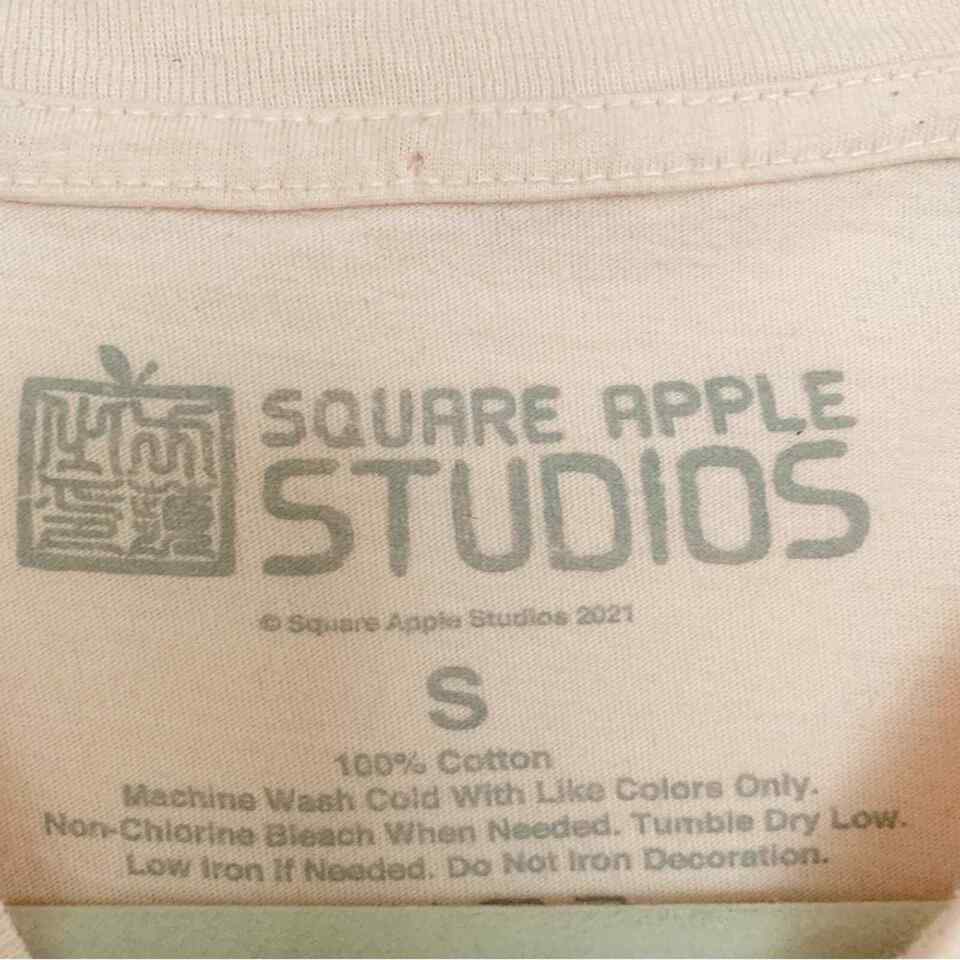 SQUARE APPLE
STUDIOS
© Square Apple Studios 2021
S
100% Cotton
Machine Wash Cold With Like Colors Only.
Non-Chlorine Bleach When Needed. Tumble Dry Low.
Low Iron If Needed. Do Not Iron Decoration.